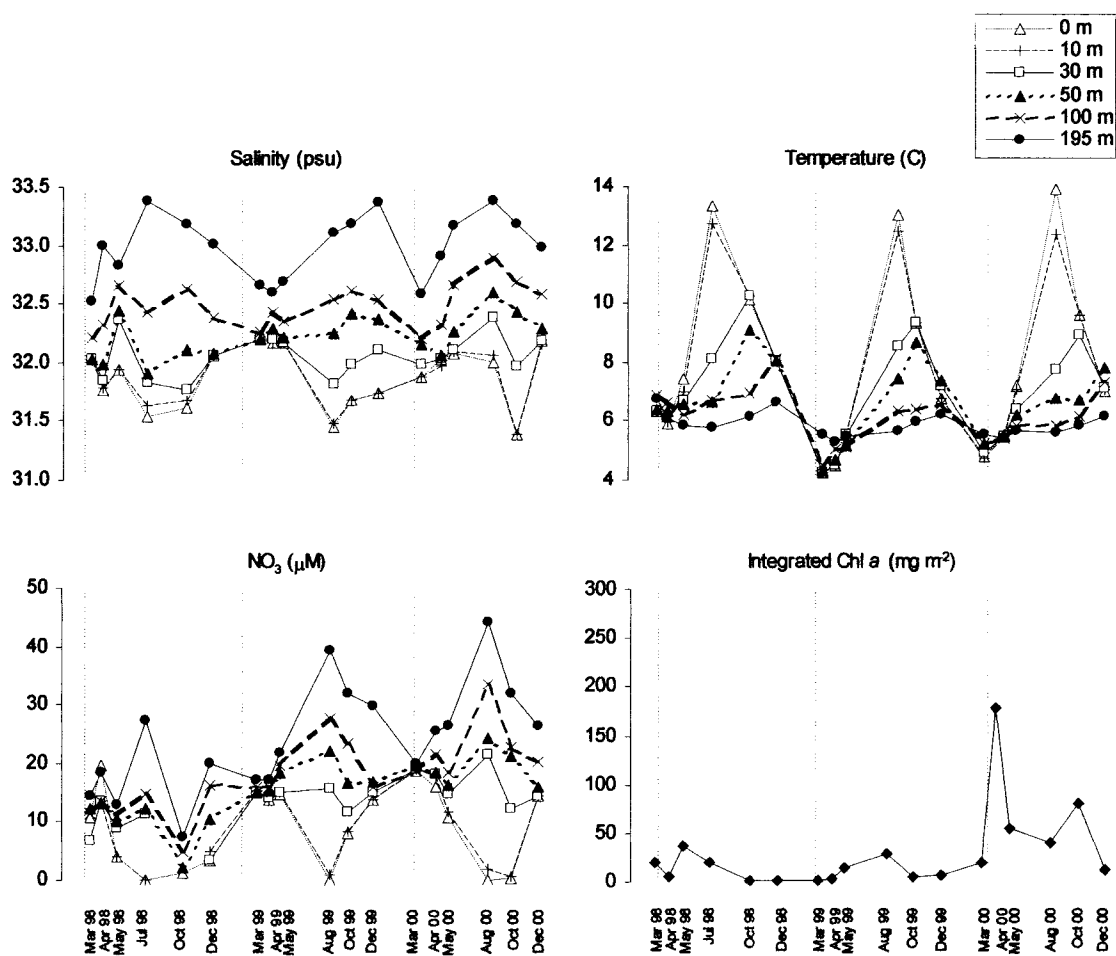 0 m
10 m
30 m
50 m
100 m
195 m
Salinity (psu)
33.5
33.0
32.5
32.0
31.5
31.0
Temperature (C)
14
12
10
8
6
4
NO₃ (μM)
50
40
30
20
10
0
Mar 98
Apr 98
May 98
Jul 98
Oct 98
Dec 98
Mar 99
Apr 99
May 99
Aug 99
Oct 99
Dec 99
Mar 00
Apr 00
May 00
Aug 00
Oct 00
Dec 00
Integrated Chl a (mg m⁻²)
300
250
200
150
100
50
0
Mar 98
Apr 98
May 98
Jul 98
Oct 98
Dec 98
Mar 99
Apr 99
May 99
Aug 99
Oct 99
Dec 99
Mar 00
Apr 00
May 00
Aug 00
Oct 00
Dec 00